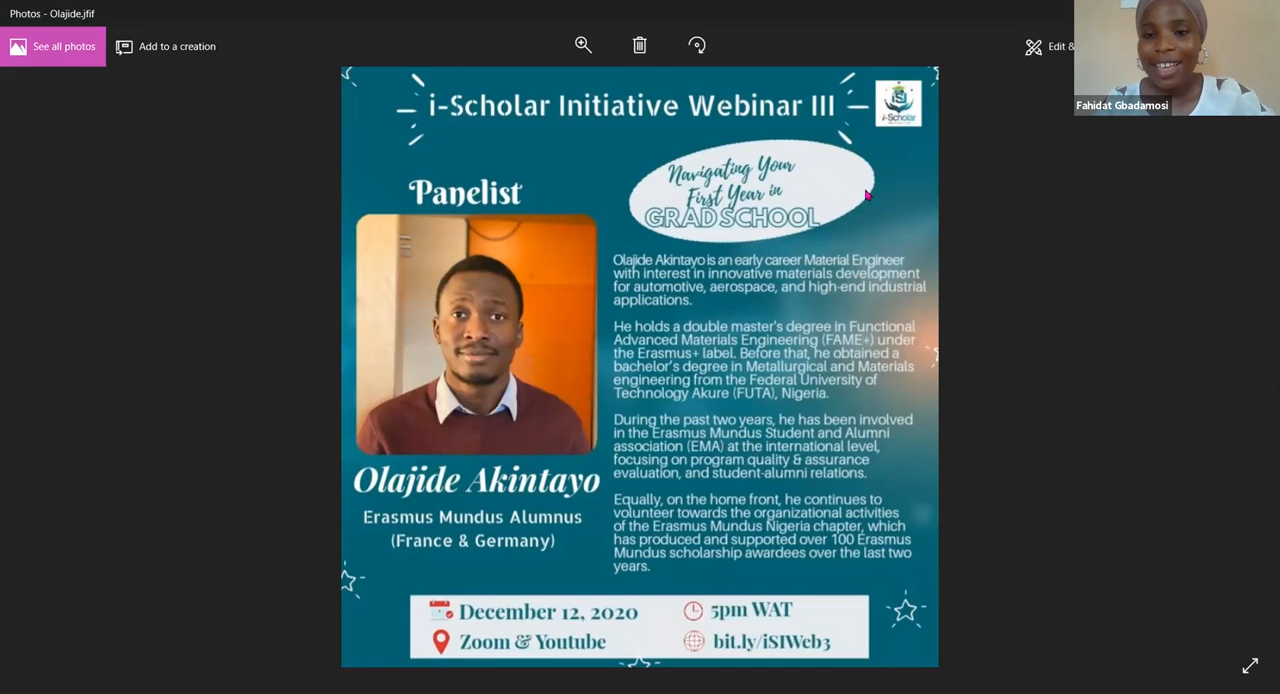 Photos - Olajide.jfif
See all photos
Add to a creation
Edit &
Fahidat Gbadamosi
i-Scholar Initiative Webinar III
iSI
i-Scholar
Navigating Your
First Year in
GRAD SCHOOL
Panelist
Olajide Akintayo
Erasmus Mundus Alumnus
(France & Germany)
Olajide Akintayo is an early career Material Engineer
with interest in innovative materials development
for automotive, aerospace, and high-end industrial
applications.
He holds a double master's degree in Functional
Advanced Materials Engineering (FAME+) under
the Erasmus+ label. Before that, he obtained a
bachelor's degree in Metallurgical and Materials
engineering from the Federal University of
Technology Akure (FUTA), Nigeria.
During the past two years, he has been involved
in the Erasmus Mundus Student and Alumni
association (EMA) at the international level,
focusing on program quality & assurance
evaluation, and student-alumni relations.
Equally, on the home front, he continues to
volunteer towards the organizational activities
of the Erasmus Mundus Nigeria chapter, which
has produced and supported over 100 Erasmus
Mundus scholarship awardees over the last two
years.
December 12, 2020
5pm WAT
Zoom & Youtube
bit.ly/iSIWeb3